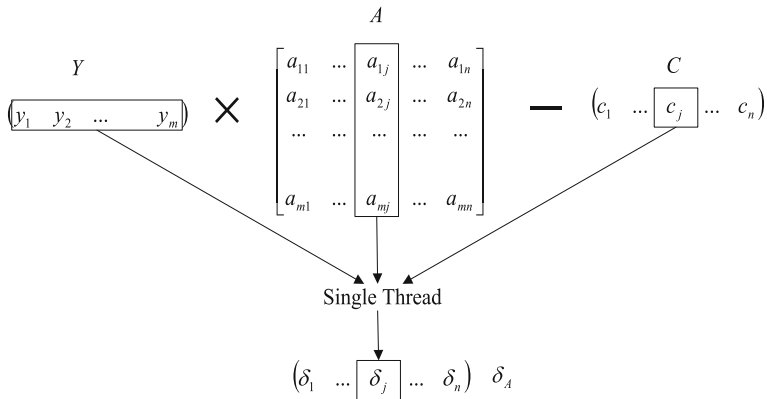 A
Y
C
(y₁ y₂ ... yₘ) × [a₁₁ ... a₁ⱼ ... a₁ₙ
a₂₁ ... a₂ⱼ ... a₂ₙ
... ... ... ... ...
aₘ₁ ... aₘⱼ ... aₘₙ] − (c₁ ... cⱼ ... cₙ)
Single Thread
(δ₁ ... δⱼ ... δₙ) δ_A